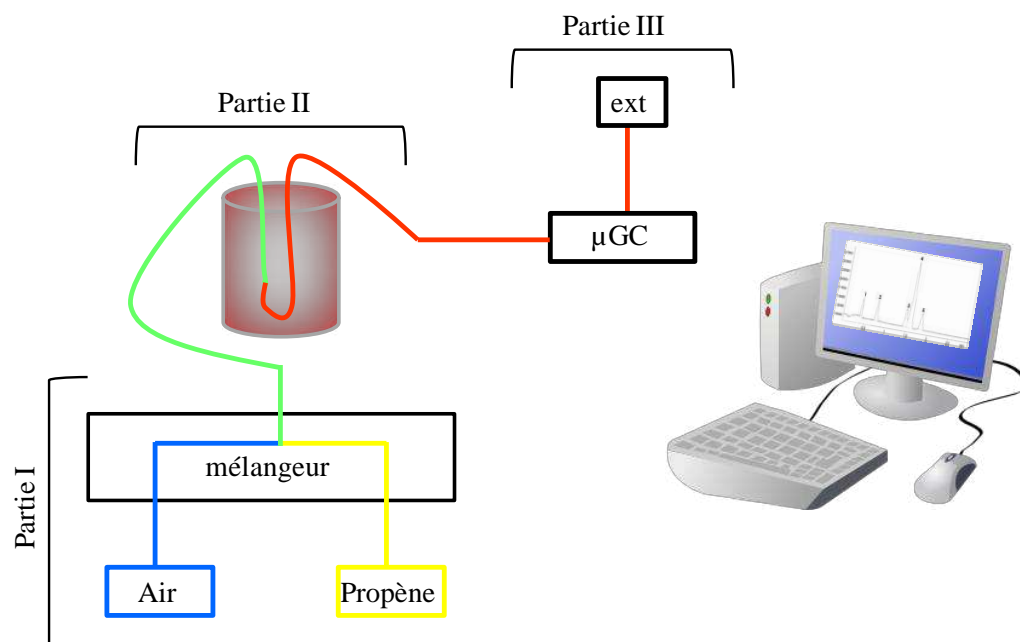 Partie III
ext
Partie II
µGC
Partie I
mélangeur
Air
Propène